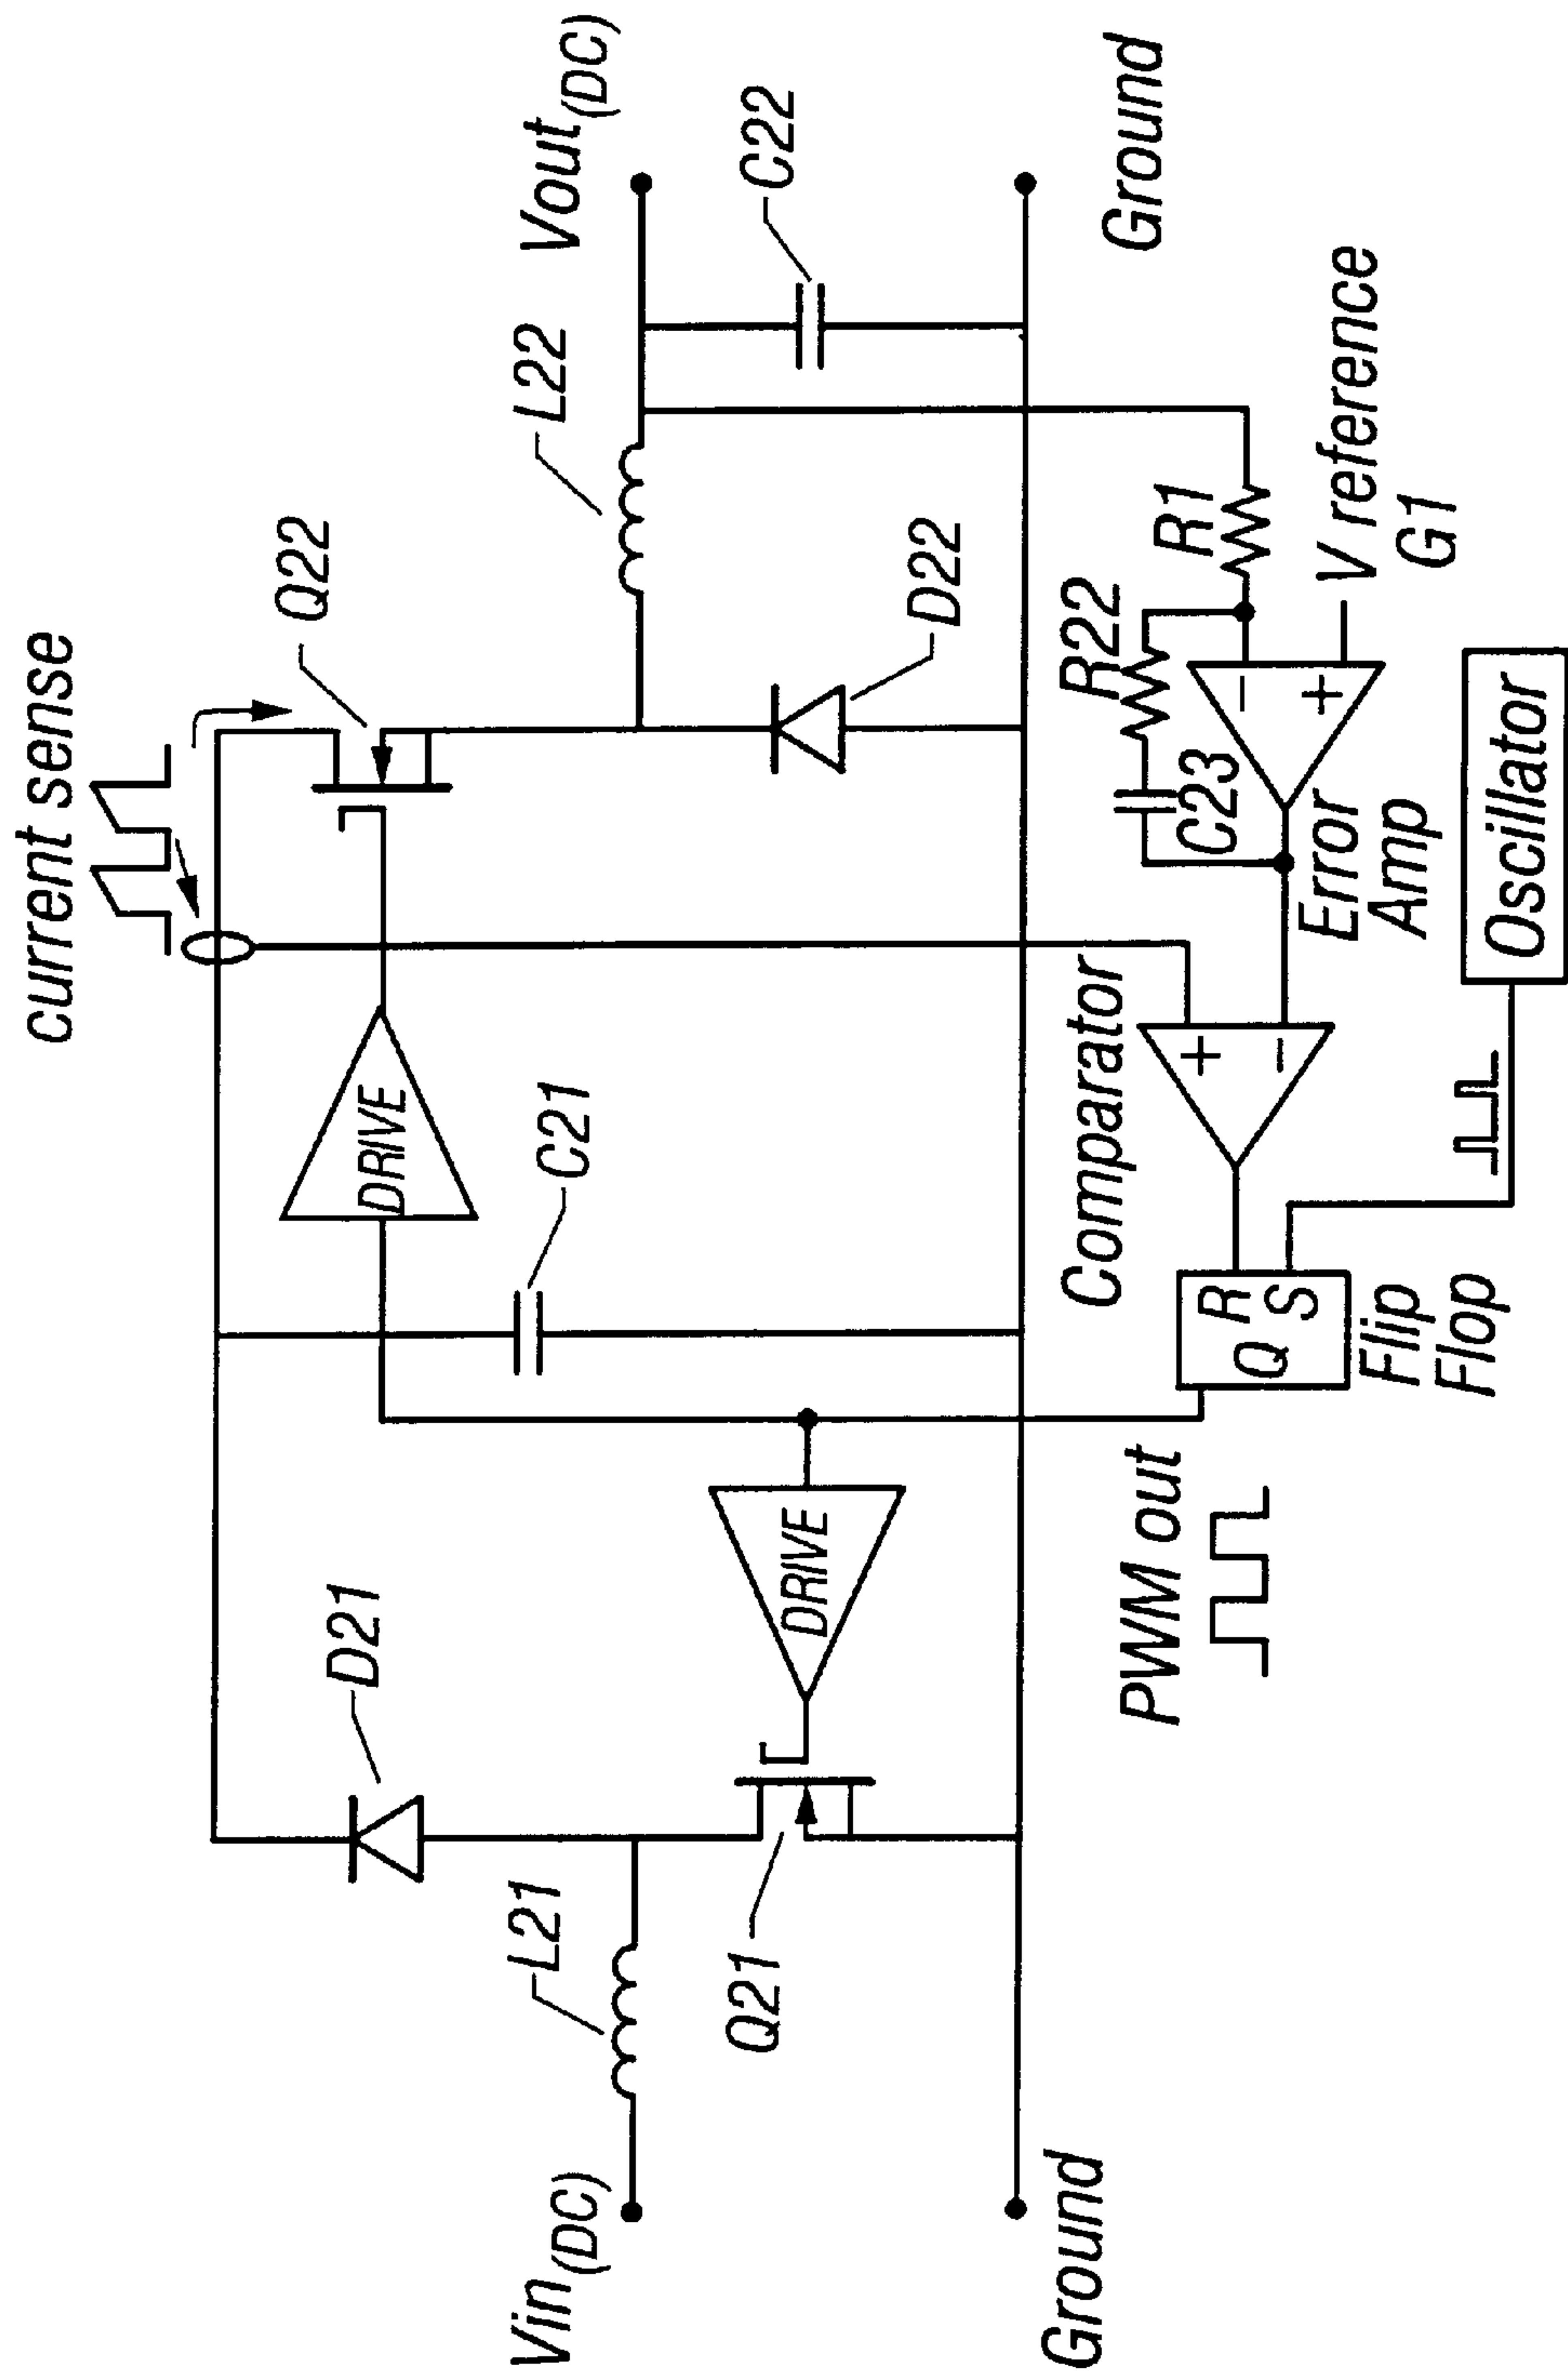 current sense
Q22
L22
Vout(DC)
C22
D22
Ground
DRIVE
C21
D21
L21
Vin(DC)
Q21
DRIVE
Ground
PWM out
Comparator
R22
R1
C23
V reference
G1
−
+
Error
Amp
+
−
R
Q
S
Flip
Flop
Oscillator